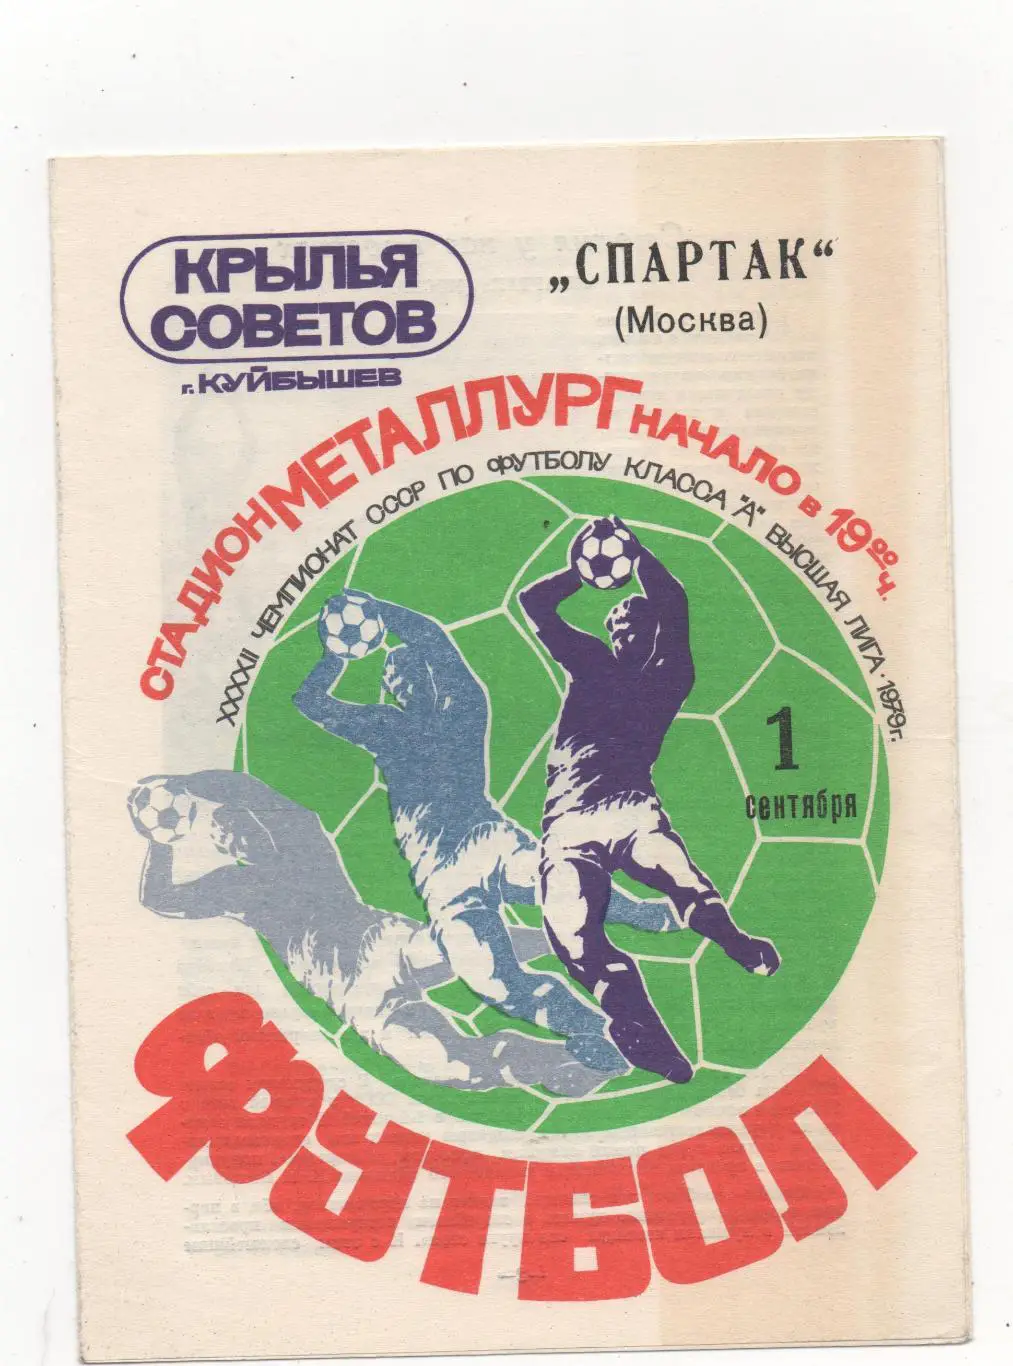 КРЫЛЬЯ
СОВЕТОВ
г. КУЙБЫШЕВ
„СПАРТАК“
(Москва)
СТАДИОН МЕТАЛЛУРГ НАЧАЛО в 19⁰⁰ ч.
XXXXII ЧЕМПИОНАТ СССР ПО ФУТБОЛУ КЛАССА "А" ВЫСШАЯ ЛИГА · 1979г.
1
сентября
ФУТБОЛ